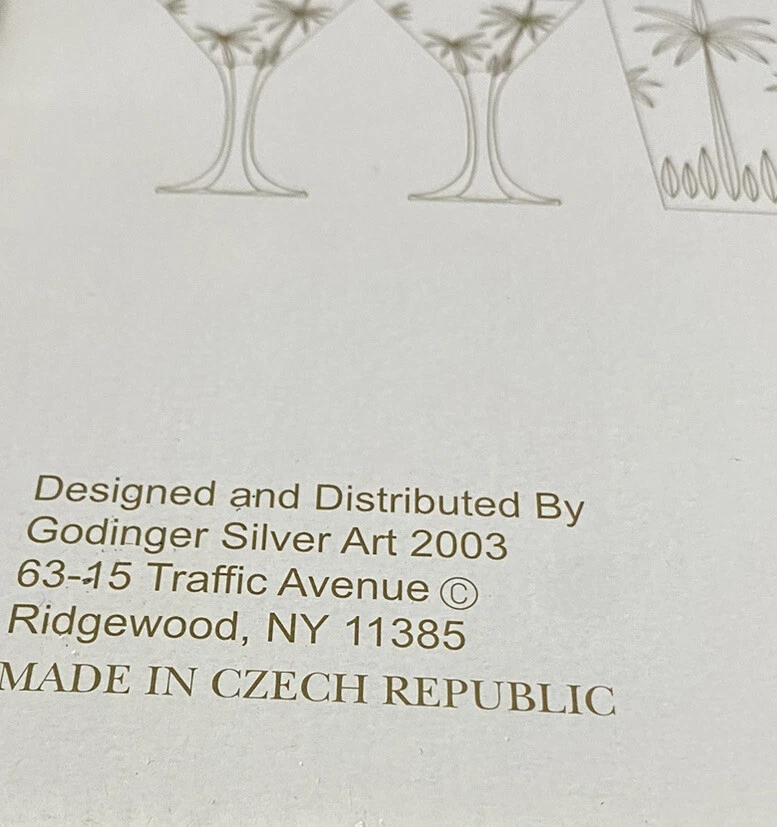 Designed and Distributed By
Godinger Silver Art 2003
63-15 Traffic Avenue ©
Ridgewood, NY 11385
MADE IN CZECH REPUBLIC